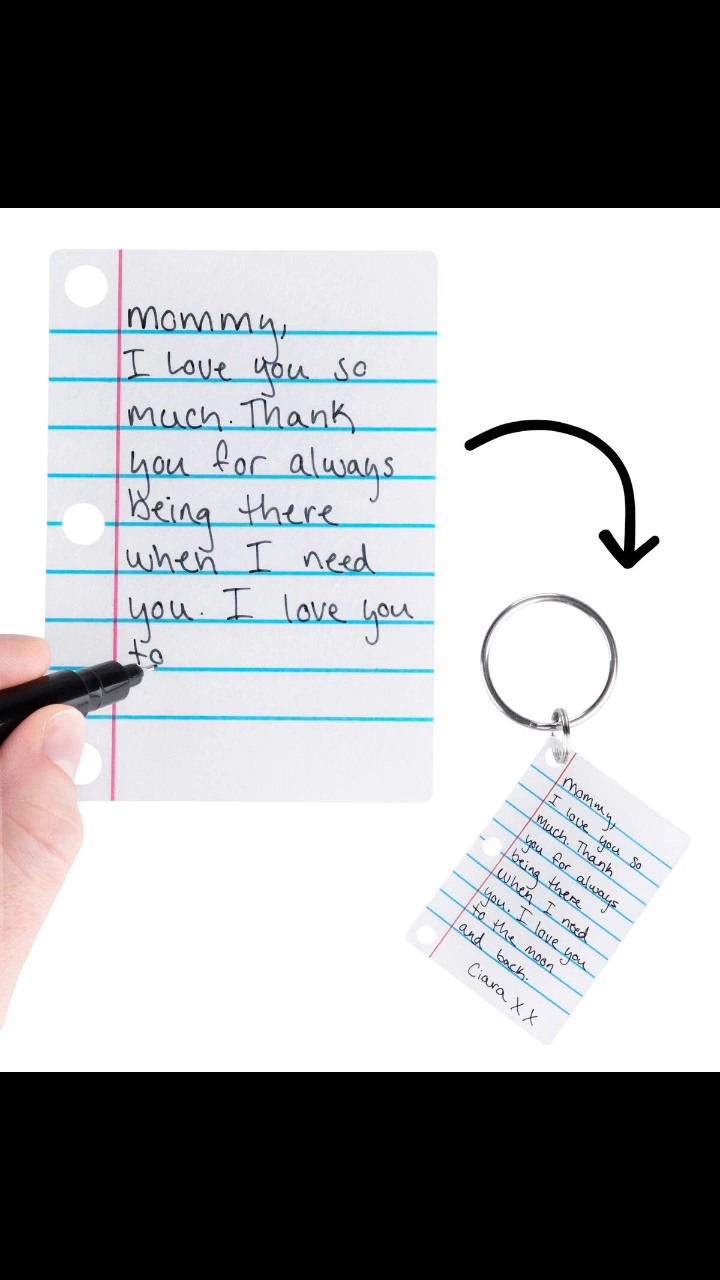 mommy,
I love you so
much. Thank
you for always
being there
when I need
you. I love you
to
mommy,
I love you so
much. Thank
you for always
being there
when I need
you. I love you
to the moon
and back.
Ciara XX